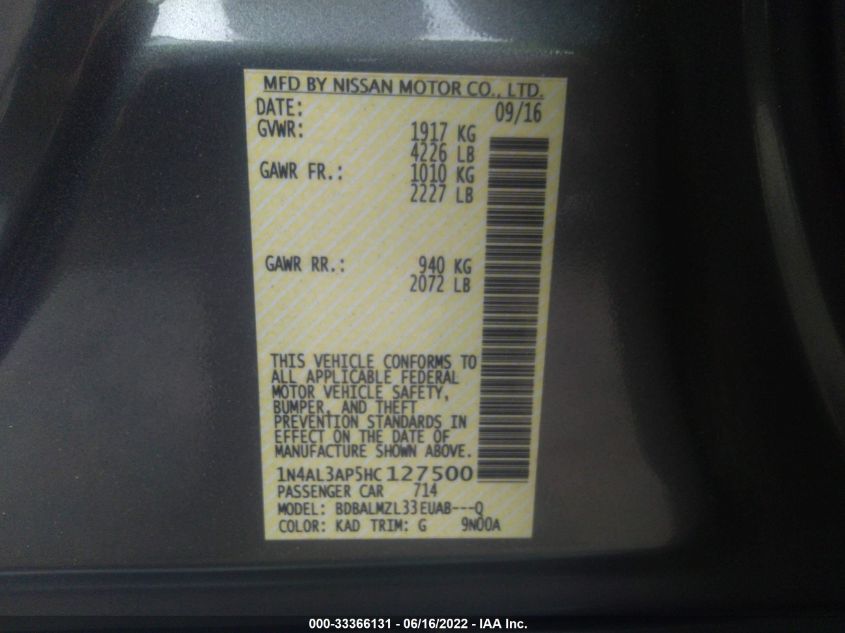 MFD BY NISSAN MOTOR CO., LTD.
DATE: 09/16
GVWR: 1917 KG
4226 LB
GAWR FR.: 1010 KG
2227 LB
GAWR RR.: 940 KG
2072 LB
THIS VEHICLE CONFORMS TO
ALL APPLICABLE FEDERAL
MOTOR VEHICLE SAFETY,
BUMPER, AND THEFT
PREVENTION STANDARDS IN
EFFECT ON THE DATE OF
MANUFACTURE SHOWN ABOVE.
1N4AL3AP5HC127500
PASSENGER CAR 714
MODEL: BDBALMZL33EUAB---Q
COLOR: KAD TRIM: G 9N00A
000-33366131 - 06/16/2022 - IAA Inc.